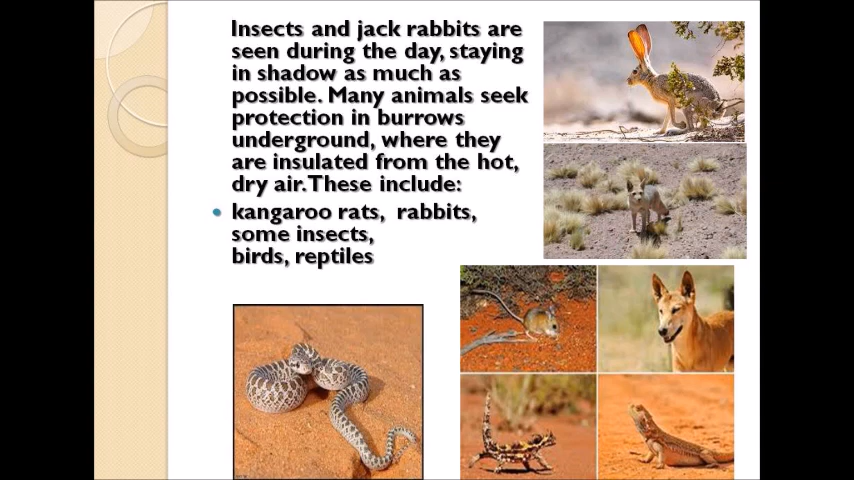 Insects and jack rabbits are
seen during the day, staying
in shadow as much as
possible. Many animals seek
protection in burrows
underground, where they
are insulated from the hot,
dry air.These include:
• kangaroo rats,  rabbits,
some insects,
birds, reptiles